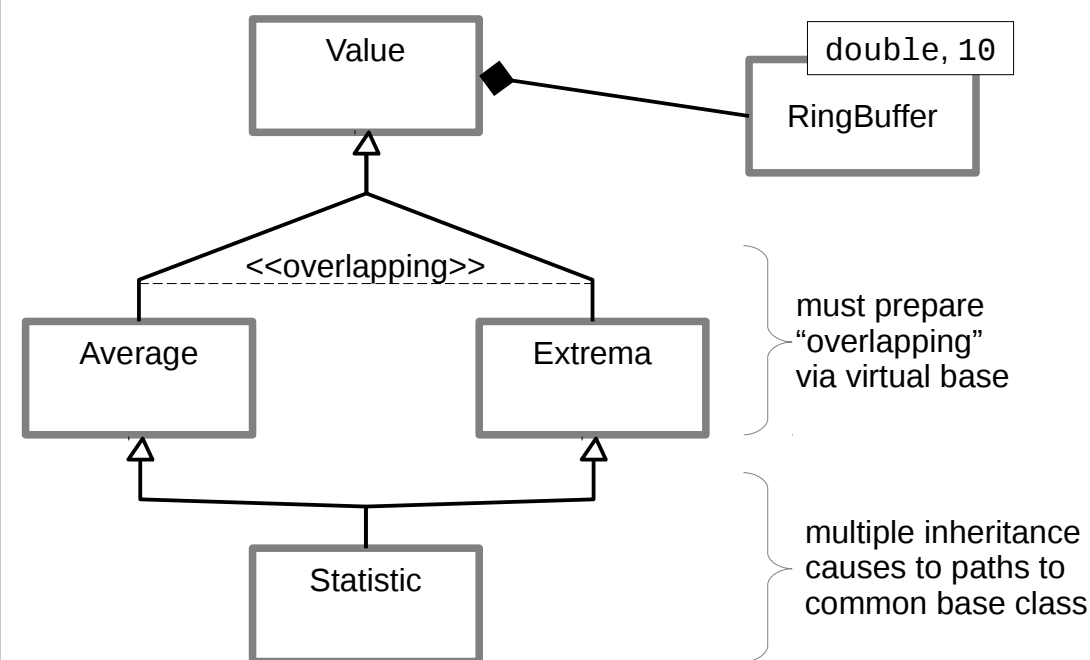 Value
double, 10
RingBuffer
<<overlapping>>
Average
Extrema
must prepare
“overlapping”
via virtual base
Statistic
multiple inheritance
causes to paths to
common base class